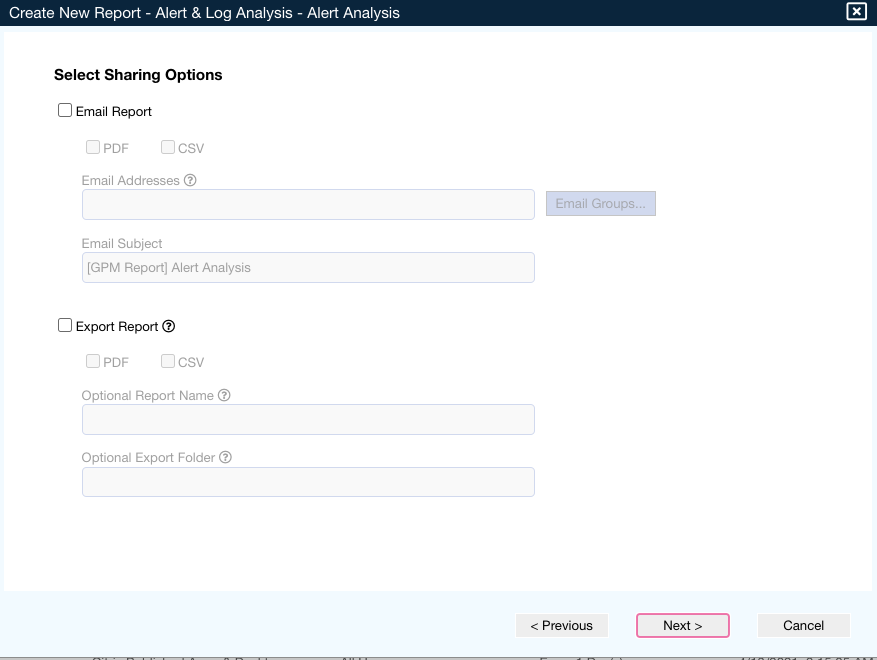 Create New Report - Alert & Log Analysis - Alert Analysis
Select Sharing Options
Email Report
PDF CSV
Email Addresses ?
Email Groups...
Email Subject
[GPM Report] Alert Analysis
Export Report ?
PDF CSV
Optional Report Name ?
Optional Export Folder ?
< Previous Next > Cancel